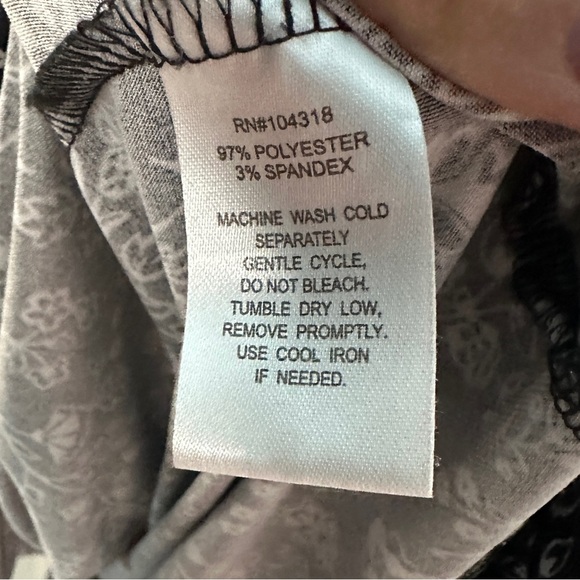 RN#104318
97% POLYESTER
3% SPANDEX
MACHINE WASH COLD
SEPARATELY
GENTLE CYCLE,
DO NOT BLEACH.
TUMBLE DRY LOW,
REMOVE PROMPTLY.
USE COOL IRON
IF NEEDED.